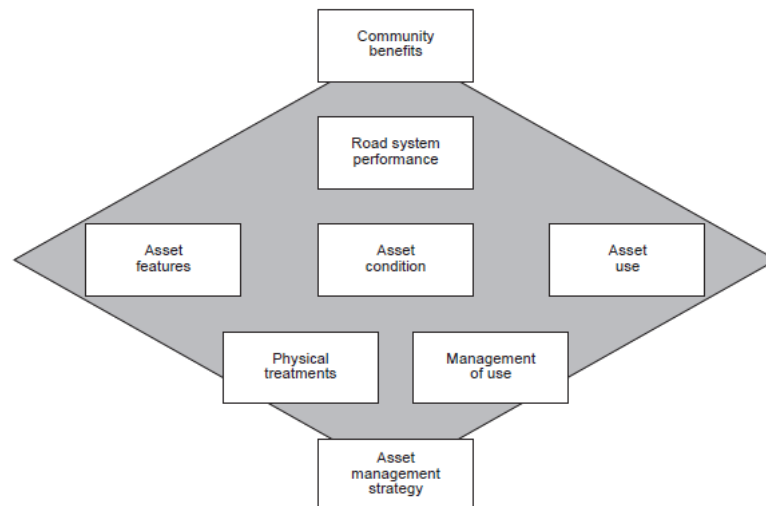 Community
benefits
Road system
performance
Asset
features
Asset
condition
Asset
use
Physical
treatments
Management
of use
Asset
management
strategy